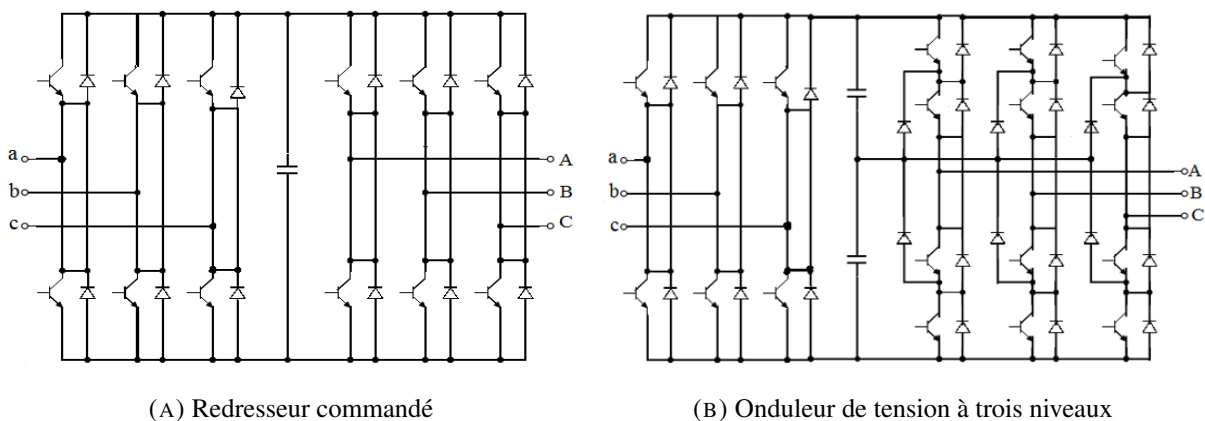 a
b
c
A
B
C
a
b
c
A
B
C
(A) Redresseur commandé
(B) Onduleur de tension à trois niveaux